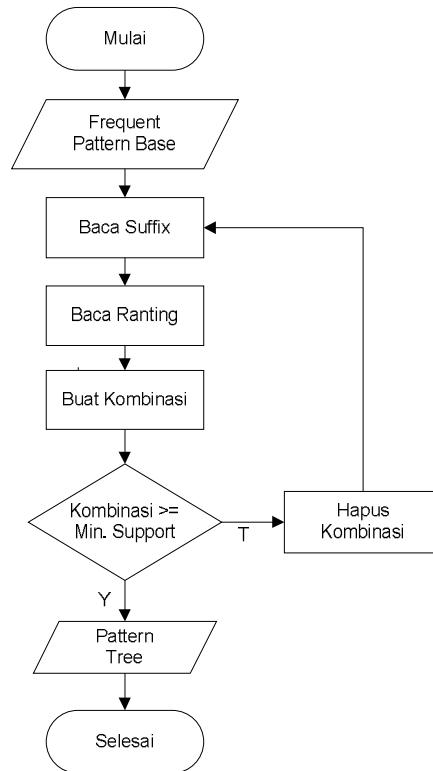 Mulai
Frequent
Pattern Base
Baca Suffix
Baca Ranting
Buat Kombinasi
Kombinasi >=
Min. Support
T
Hapus
Kombinasi
Y
Pattern
Tree
Selesai